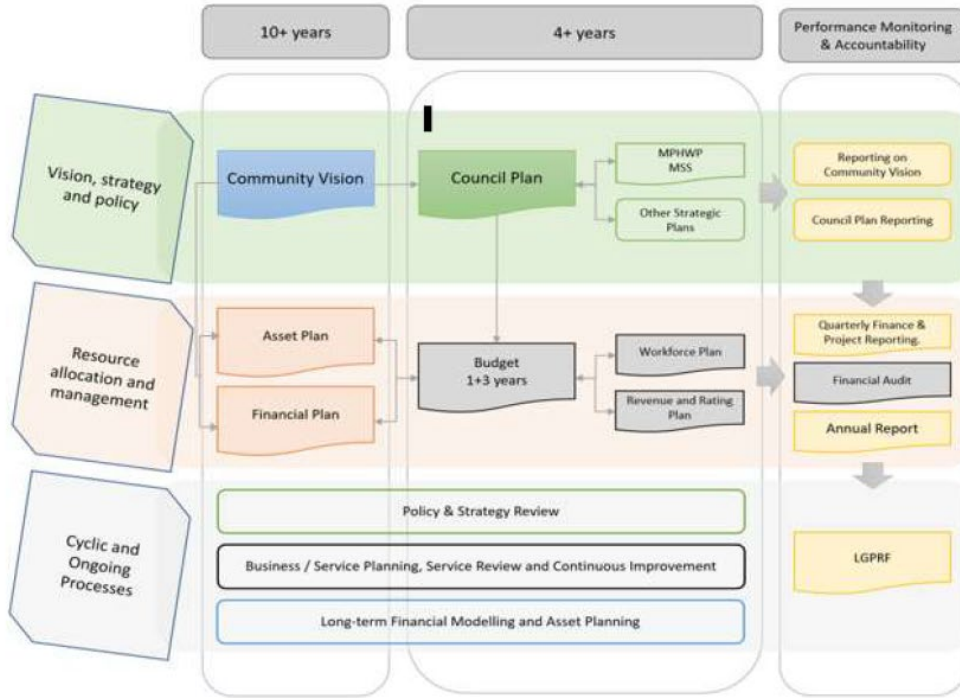 10+ years
4+ years
Performance Monitoring
& Accountability
Vision, strategy
and policy
Community Vision
Council Plan
MPHWP
MSS
Other Strategic
Plans
Reporting on
Community Vision
Council Plan Reporting
Resource
allocation and
management
Asset Plan
Financial Plan
Budget
1+3 years
Workforce Plan
Revenue and Rating
Plan
Quarterly Finance &
Project Reporting.
Financial Audit
Annual Report
Cyclic and
Ongoing
Processes
Policy & Strategy Review
Business / Service Planning, Service Review and Continuous Improvement
Long-term Financial Modelling and Asset Planning
LGPRF